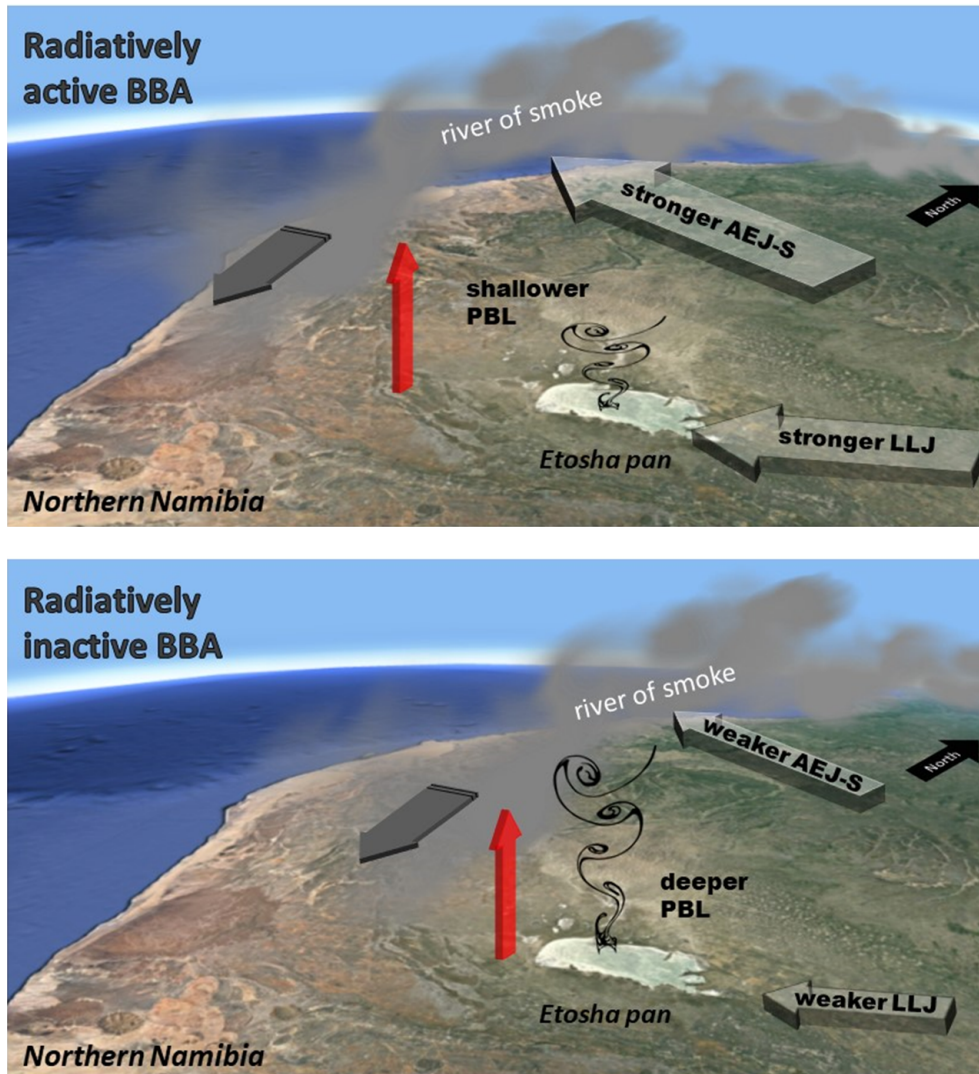 Radiatively
active BBA
river of smoke
stronger AEJ-S
North
shallower
PBL
stronger LLJ
Etosha pan
Northern Namibia
Radiatively
inactive BBA
river of smoke
weaker AEJ-S
North
deeper
PBL
weaker LLJ
Etosha pan
Northern Namibia